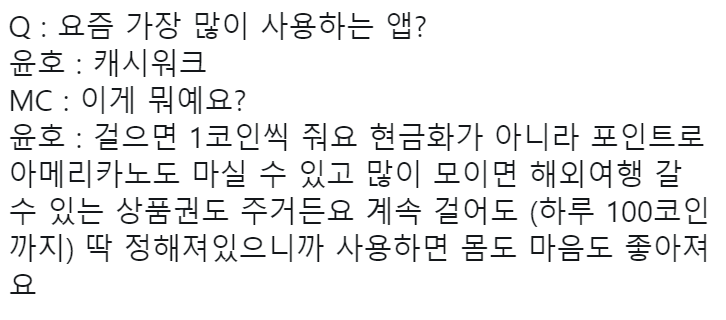 Q : 요즘 가장 많이 사용하는 앱?
윤호 : 캐시워크
MC : 이게 뭐예요?
윤호 : 걸으면 1코인씩 줘요 현금화가 아니라 포인트로
아메리카노도 마실 수 있고 많이 모이면 해외여행 갈
수 있는 상품권도 주거든요 계속 걸어도 (하루 100코인
까지) 딱 정해져있으니까 사용하면 몸도 마음도 좋아져
요